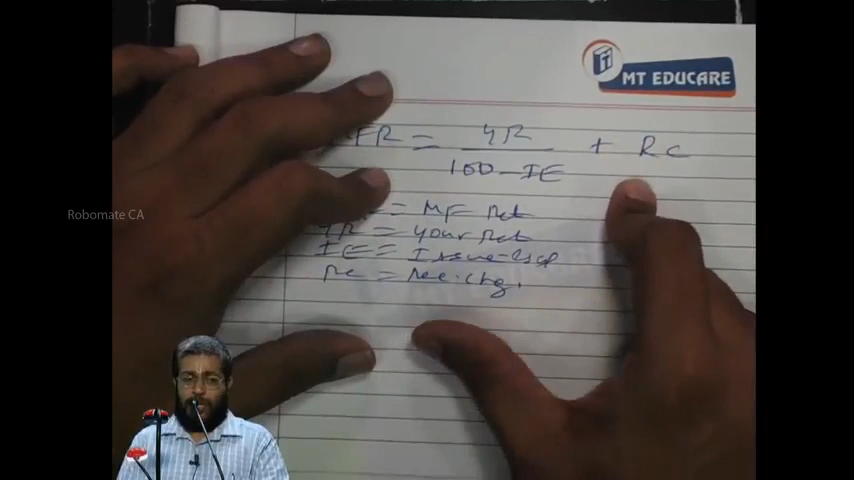 MT EDUCARE
FR = YR / 100 - IE + RC
Robomate CA
= MF Ret
YR = your Ret
IE = Issue-Exp
RC = Rec. chg.